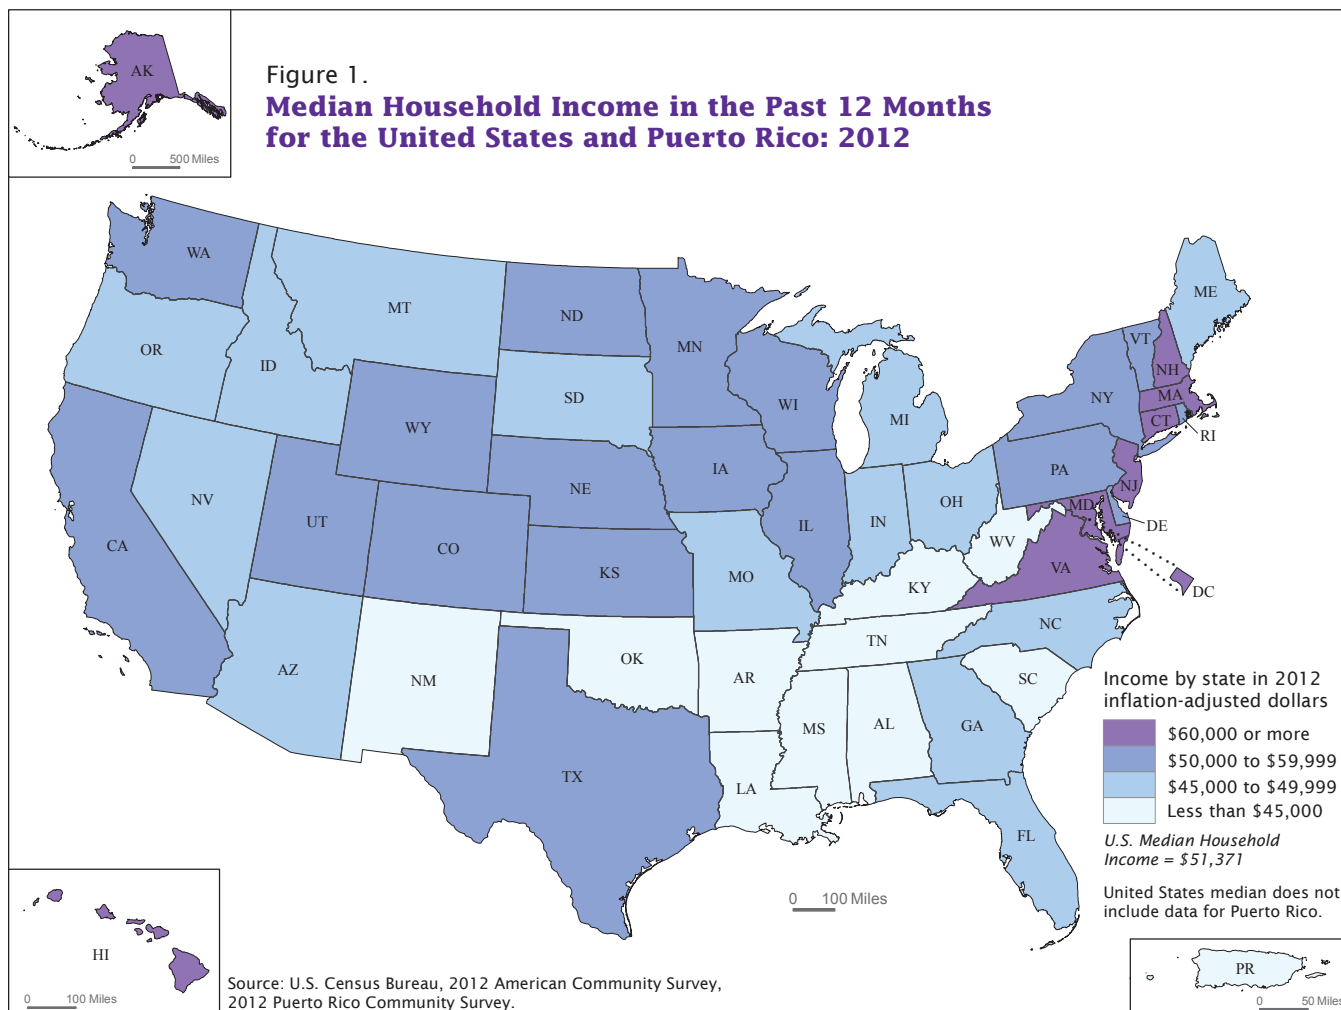 AK
0 500 Miles
Figure 1.
Median Household Income in the Past 12 Months
for the United States and Puerto Rico: 2012
WA
MT
ND
MN
OR
ID
WY
SD
WI
MI
ME
VT
NH
NY
MA
CT
RI
NV
UT
CO
NE
IA
IL
IN
OH
PA
NJ
MD
DE
CA
KS
MO
WV
VA
KY
DC
AZ
NM
OK
AR
TN
NC
SC
MS
AL
GA
TX
LA
FL
Income by state in 2012
inflation-adjusted dollars
$60,000 or more
$50,000 to $59,999
$45,000 to $49,999
Less than $45,000
U.S. Median Household
Income = $51,371
United States median does not
include data for Puerto Rico.
0 100 Miles
HI
0 100 Miles
Source: U.S. Census Bureau, 2012 American Community Survey,
2012 Puerto Rico Community Survey.
PR
0 50 Miles